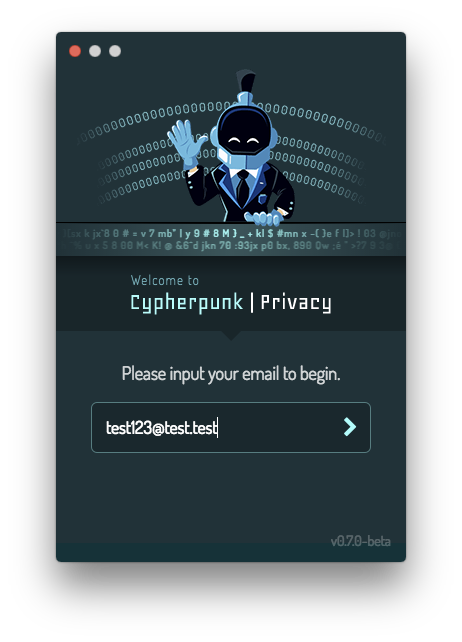 Welcome to
Cypherpunk | Privacy
Please input your email to begin.
test123@test.test
v0.7.0-beta